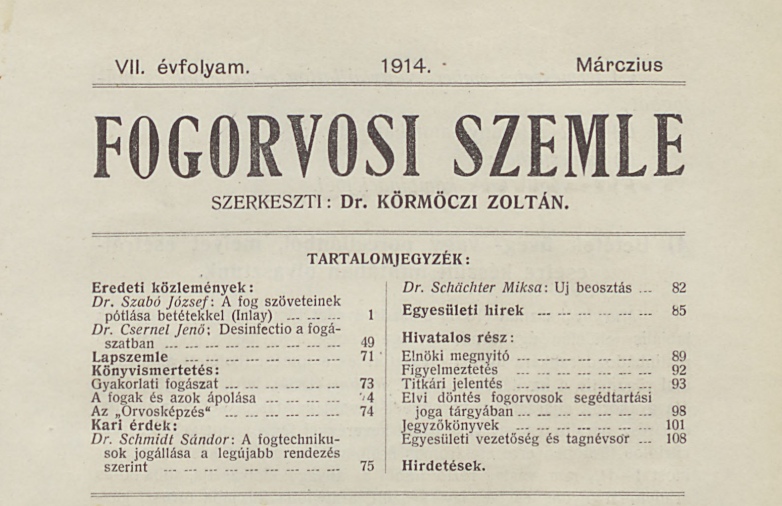 VII. évfolyam. 1914. Márczius
FOGORVOSI SZEMLE
SZERKESZTI: Dr. KÖRMÖCZI ZOLTÁN.
TARTALOMJEGYZÉK:
Eredeti közlemények:
Dr. Szabó József: A fog szöveteinek
pótlása betétekkel (Inlay) 1
Dr. Csernel Jenő: Desinfectio a fogá-
szatban 49
Lapszemle 71
Könyvismertetés:
Gyakorlati fogászat 73
A fogak és azok ápolása
Az „Orvosképzés“ 74
Kari érdek:
Dr. Schmidt Sándor: A fogtechniku-
sok jogállása a legújabb rendezés
szerint 75
Dr. Schächter Miksa: Uj beosztás 82
Egyesületi hirek 85
Hivatalos rész:
Elnöki megnyitó 89
Figyelmeztetés 92
Titkári jelentés 93
Elvi döntés fogorvosok segédtartási
joga tárgyában 98
Jegyzőkönyvek 101
Egyesületi vezetőség és tagnévsor 108
Hirdetések.